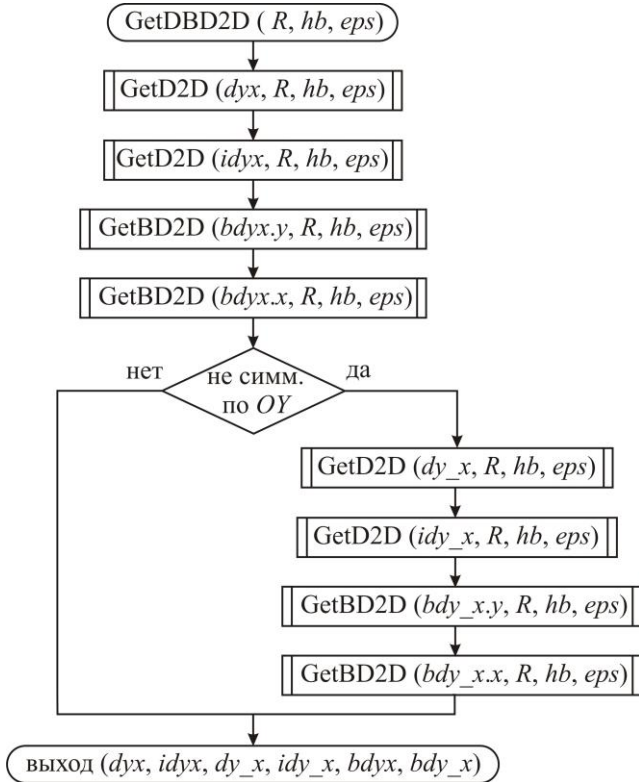 GetDBD2D ( R, hb, eps)
GetD2D (dyx, R, hb, eps)
GetD2D (idyx, R, hb, eps)
GetBD2D (bdyx.y, R, hb, eps)
GetBD2D (bdyx.x, R, hb, eps)
нет
не симм.
по OY
да
GetD2D (dy_x, R, hb, eps)
GetD2D (idy_x, R, hb, eps)
GetBD2D (bdy_x.y, R, hb, eps)
GetBD2D (bdy_x.x, R, hb, eps)
выход (dyx, idyx, dy_x, idy_x, bdyx, bdy_x)